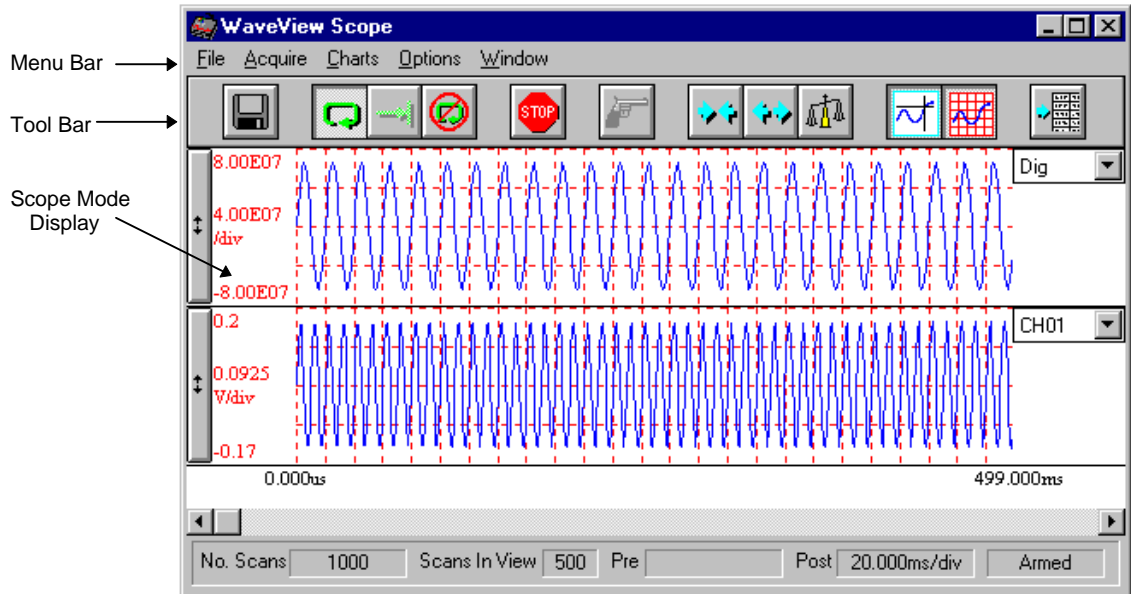 WaveView Scope
Menu Bar
File Acquire Charts Options Window
Tool Bar
STOP
Scope Mode
Display
8.00E07
4.00E07
/div
-8.00E07
Dig
0.2
0.0925
V/div
-0.17
CH01
0.000us
499.000ms
No. Scans 1000 Scans In View 500 Pre Post 20.000ms/div Armed